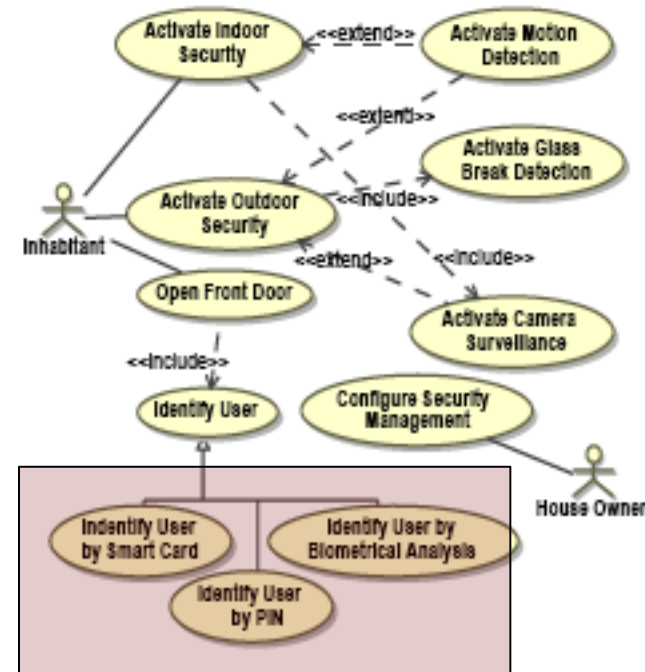 Activate Indoor
Security
<<extend>>
Activate Motion
Detection
<<extend>>
Activate Glass
Break Detection
Activate Outdoor
Security
<<include>>
Inhabitant
<<extend>>
<<include>>
Open Front Door
Activate Camera
Surveillance
<<include>>
Identify User
Configure Security
Management
House Owner
Indentify User
by Smart Card
Identify User by
Biometrical Analysis
Identify User
by PIN